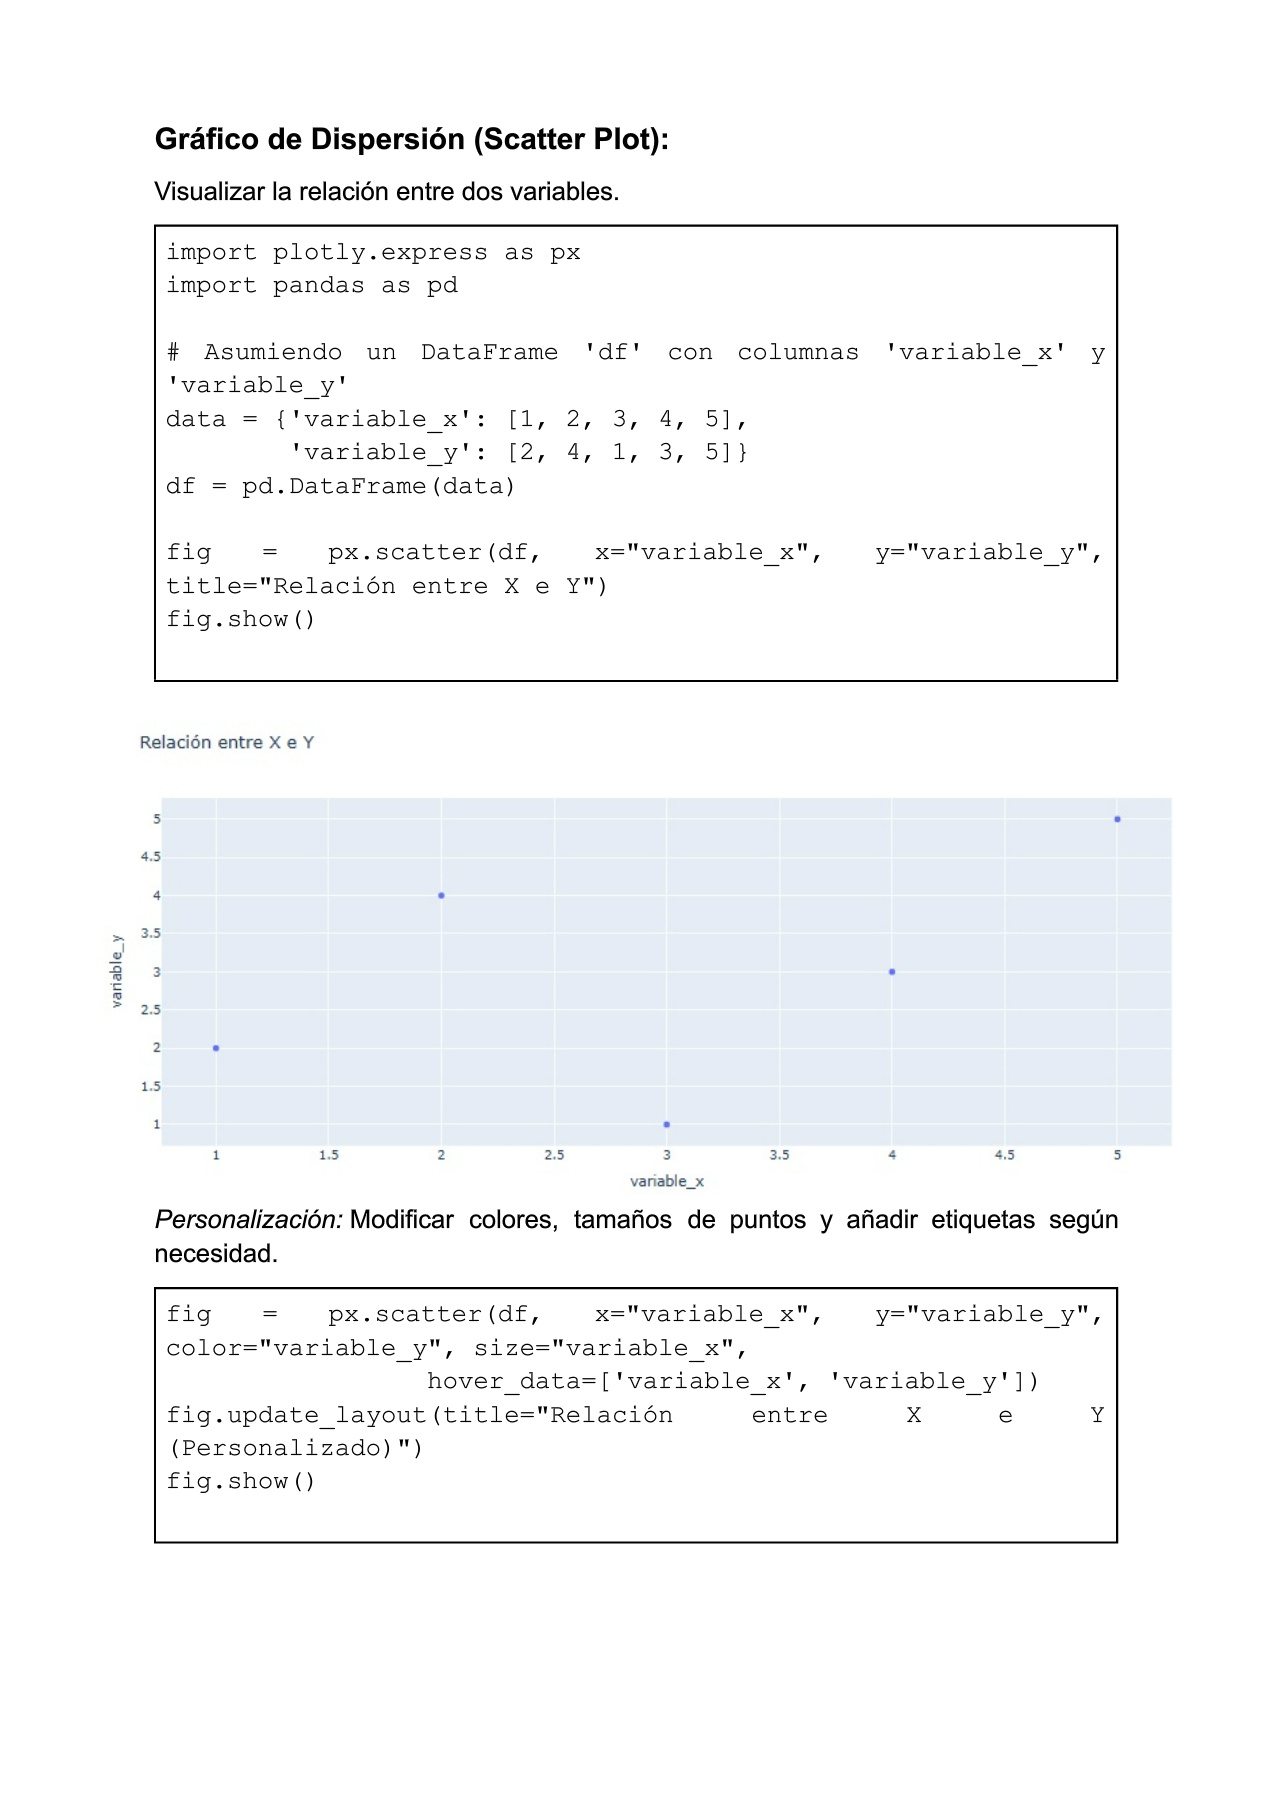 Gráfico de Dispersión (Scatter Plot):
Visualizar la relación entre dos variables.
import plotly.express as px
import pandas as pd
# Asumiendo un DataFrame 'df' con columnas 'variable_x' y
'variable_y'
data = {'variable_x': [1, 2, 3, 4, 5],
'variable_y': [2, 4, 1, 3, 5]}
df = pd.DataFrame(data)
fig = px.scatter(df, x="variable_x", y="variable_y",
title="Relación entre X e Y")
fig.show()
Relación entre X e Y
5
4.5
4
3.5
3
2.5
2
1.5
1
variable_y
1 1.5 2 2.5 3 3.5 4 4.5 5
variable_x
Personalización: Modificar colores, tamaños de puntos y añadir etiquetas según
necesidad.
fig = px.scatter(df, x="variable_x", y="variable_y",
color="variable_y", size="variable_x",
hover_data=['variable_x', 'variable_y'])
fig.update_layout(title="Relación entre X e Y
(Personalizado)")
fig.show()